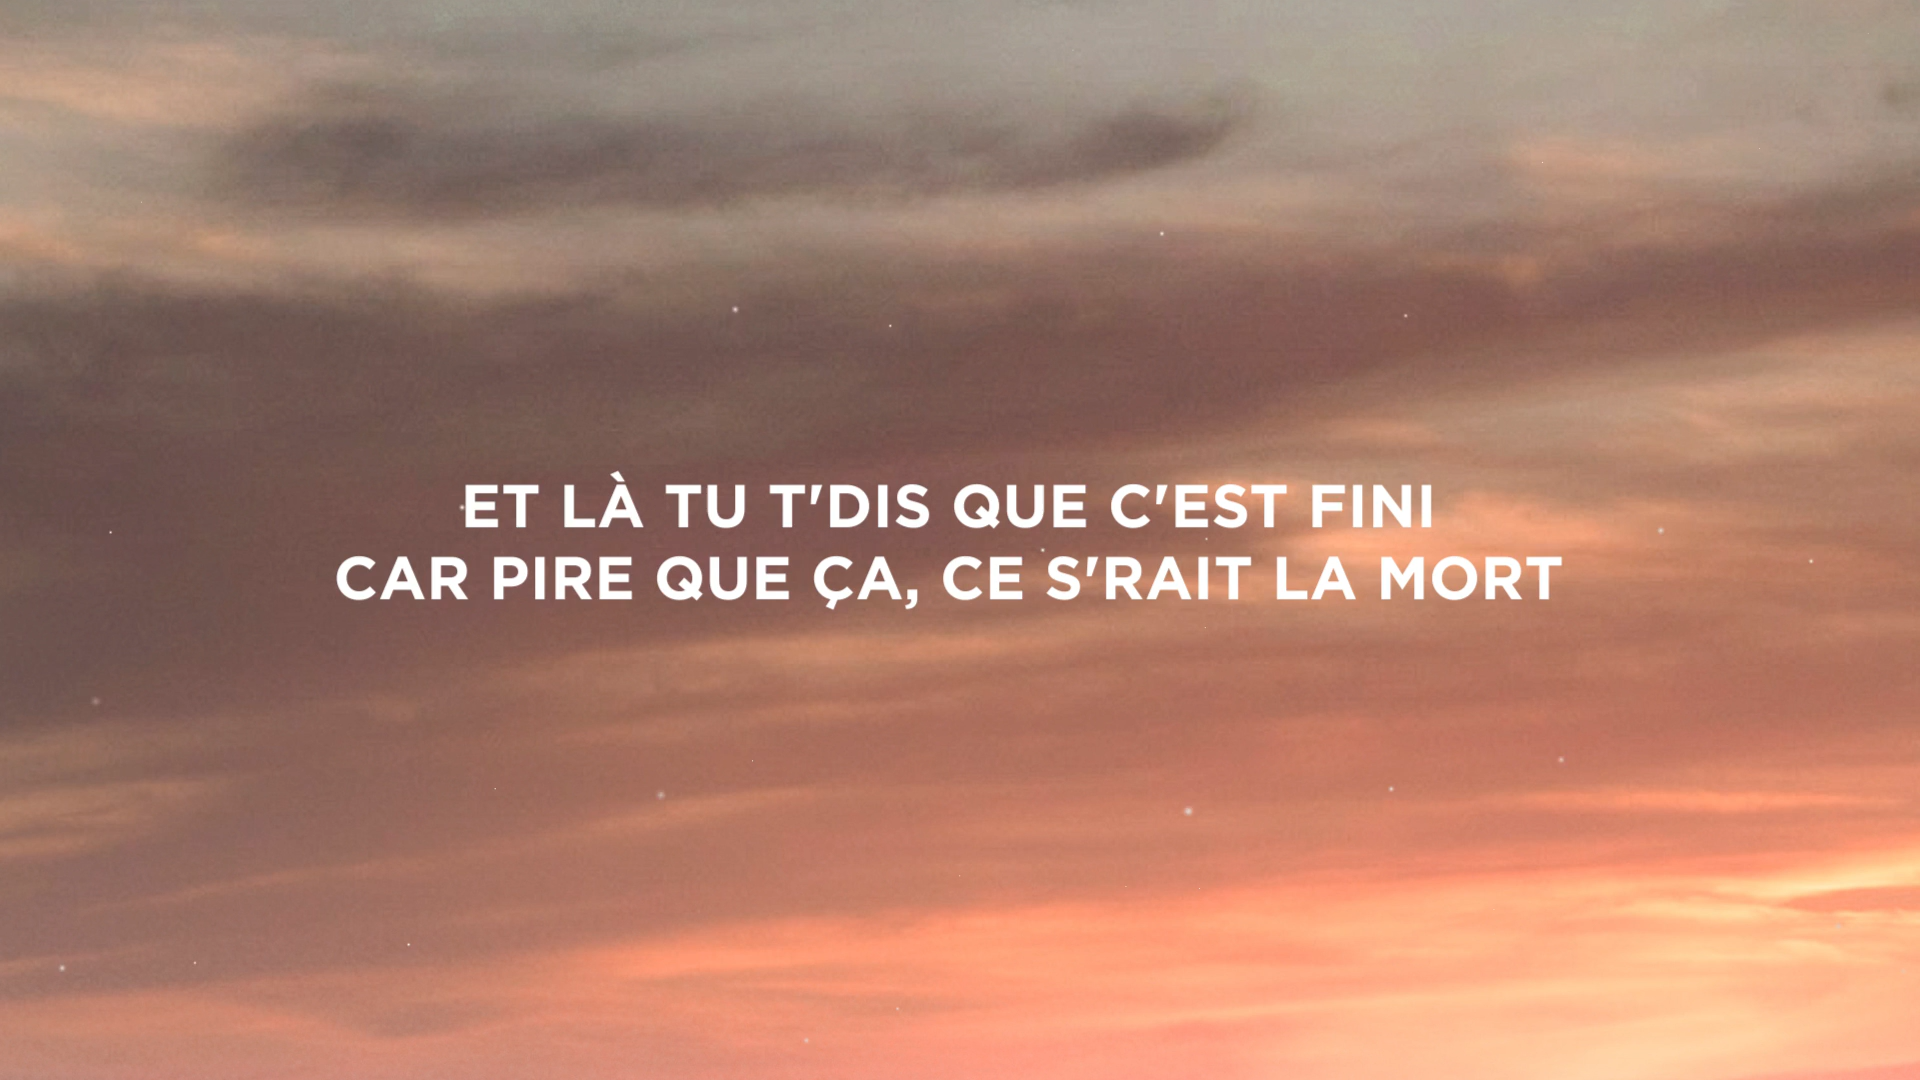 ET LÀ TU T'DIS QUE C'EST FINI
CAR PIRE QUE ÇA, CE S'RAIT LA MORT